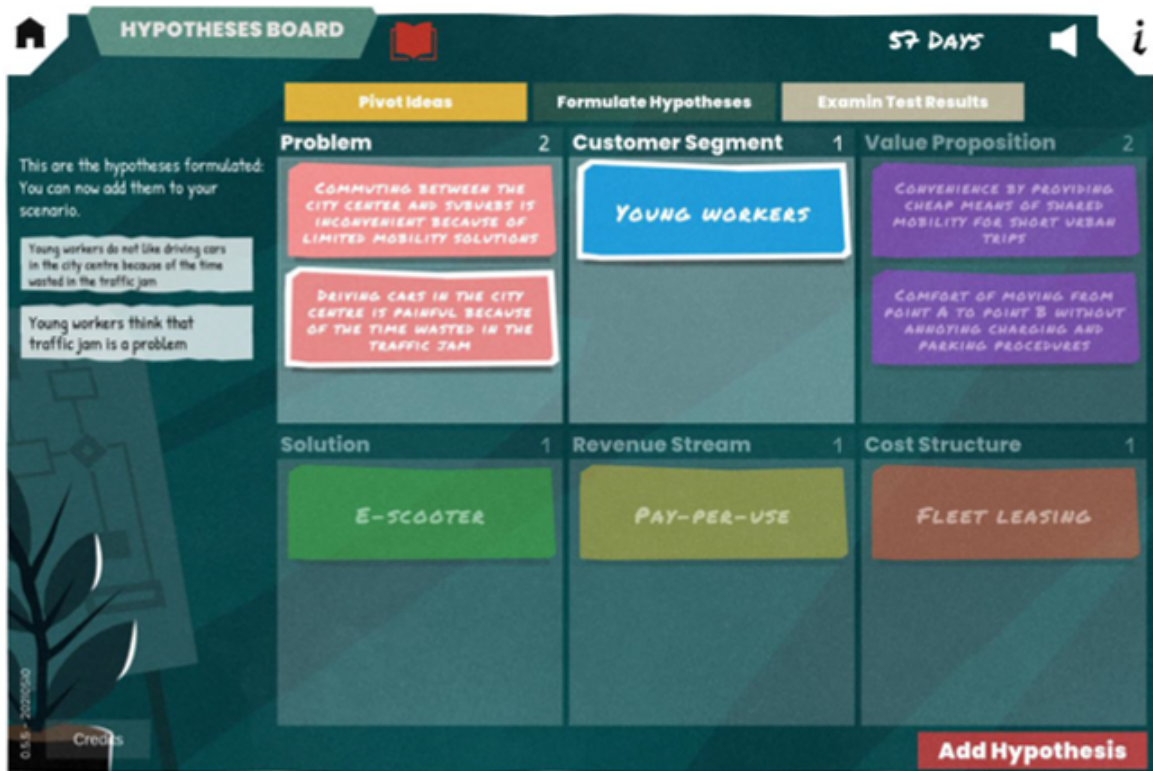 HYPOTHESES BOARD
57 DAYS
i
Pivot Ideas
Formulate Hypotheses
Examin Test Results
This are the hypotheses formulated:
You can now add them to your
scenario.
Young workers do not like driving cars
in the city centre because of the time
wasted in the traffic jam
Young workers think that
traffic jam is a problem
Problem 2
COMMUTING BETWEEN THE
CITY CENTER AND SUBURBS IS
INCONVENIENT BECAUSE OF
LIMITED MOBILITY SOLUTIONS
DRIVING CARS IN THE CITY
CENTRE IS PAINFUL BECAUSE
OF THE TIME WASTED IN THE
TRAFFIC JAM
Customer Segment 1
YOUNG WORKERS
Value Proposition 2
CONVENIENCE BY PROVIDING
CHEAP MEANS OF SHARED
MOBILITY FOR SHORT URBAN
TRIPS
COMFORT OF MOVING FROM
POINT A TO POINT B WITHOUT
ANNOYING CHARGING AND
PARKING PROCEDURES
Solution 1
E-SCOOTER
Revenue Stream 1
PAY-PER-USE
Cost Structure 1
FLEET LEASING
Credits
Add Hypothesis